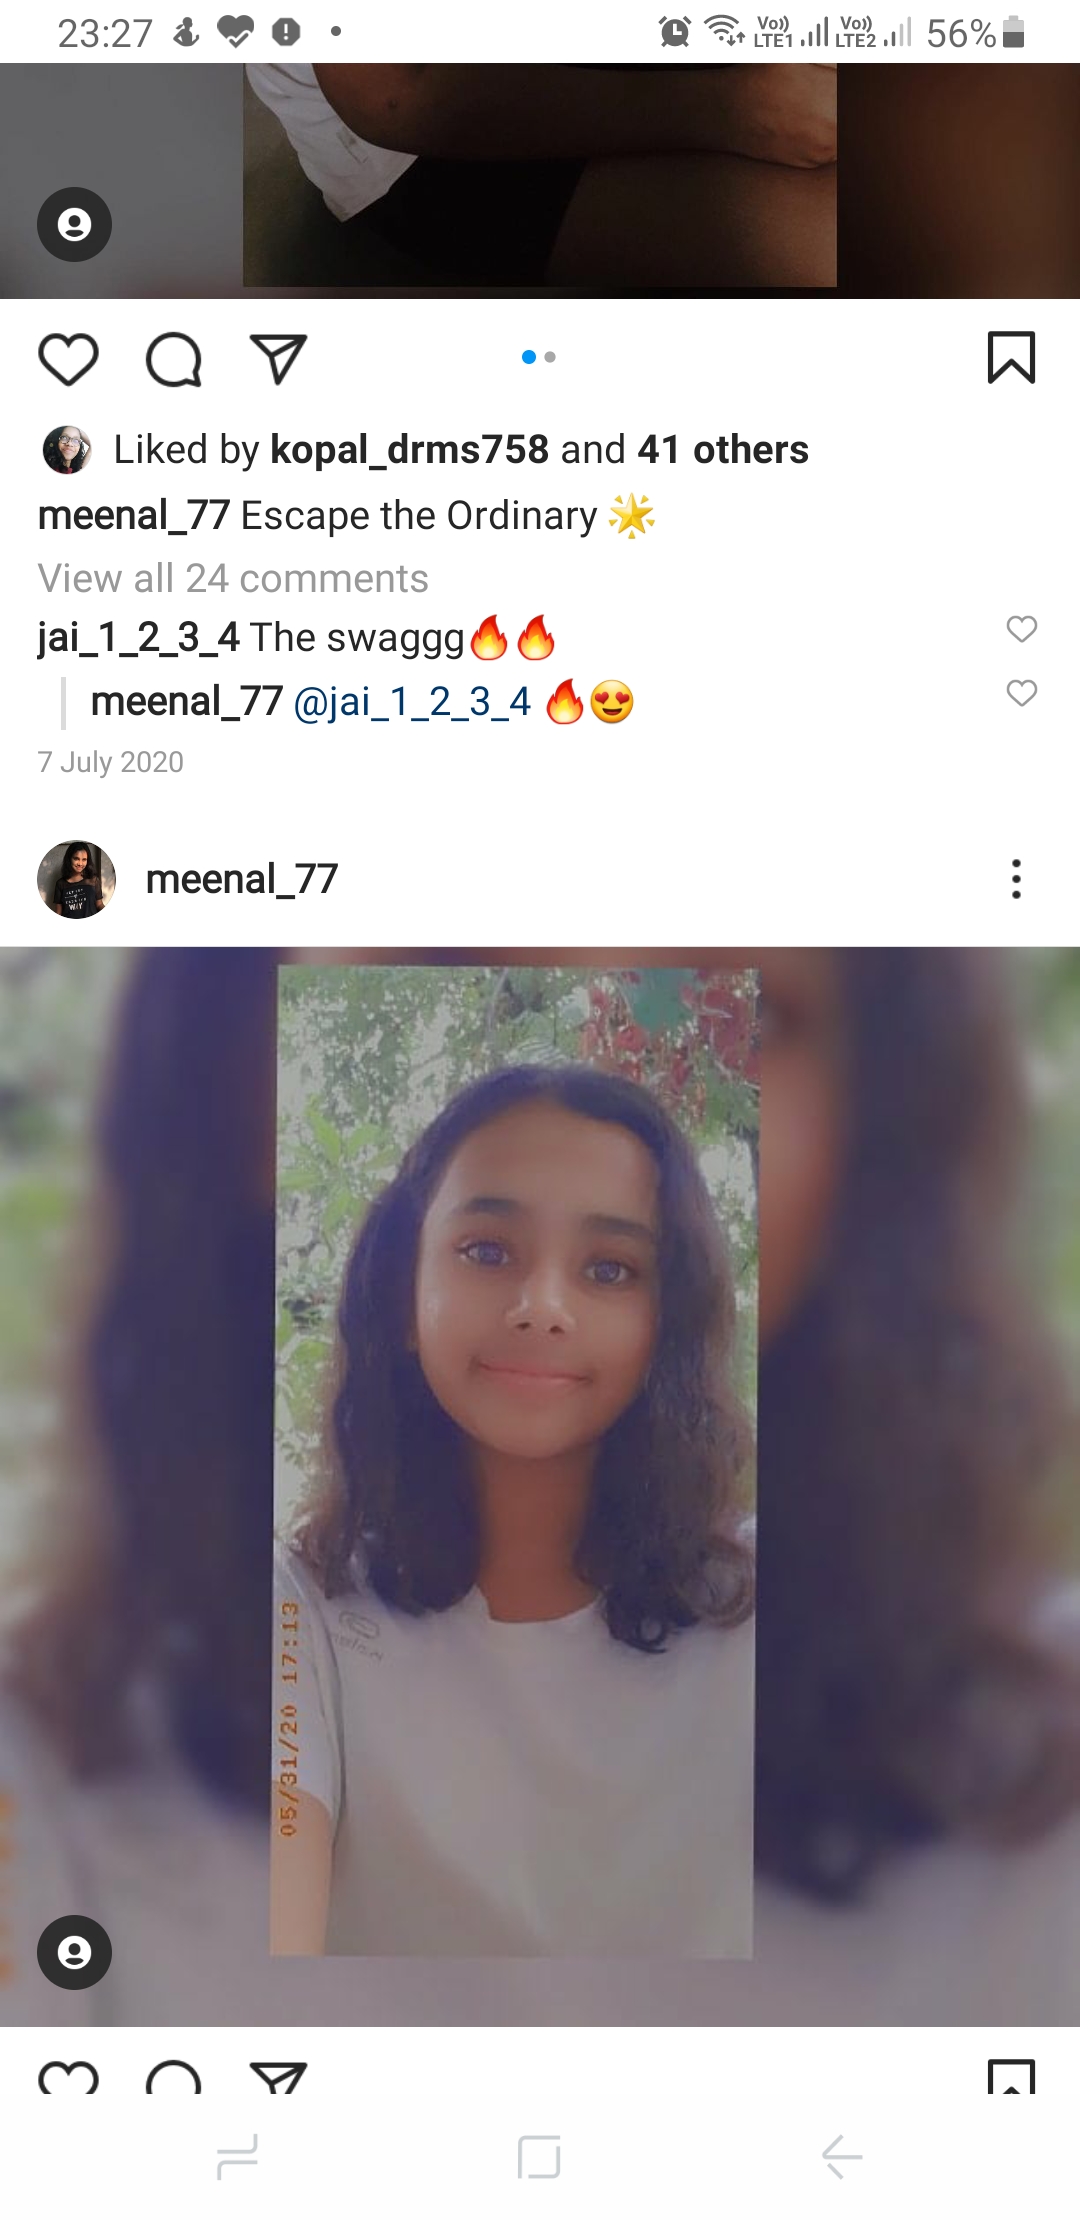 23:27 Vo)) LTE1 Vo)) LTE2 56%
Liked by kopal_drms758 and 41 others
meenal_77 Escape the Ordinary 🌟
View all 24 comments
jai_1_2_3_4 The swaggg🔥🔥
meenal_77 @jai_1_2_3_4 🔥😍
7 July 2020
meenal_77
05/31/20 17:13